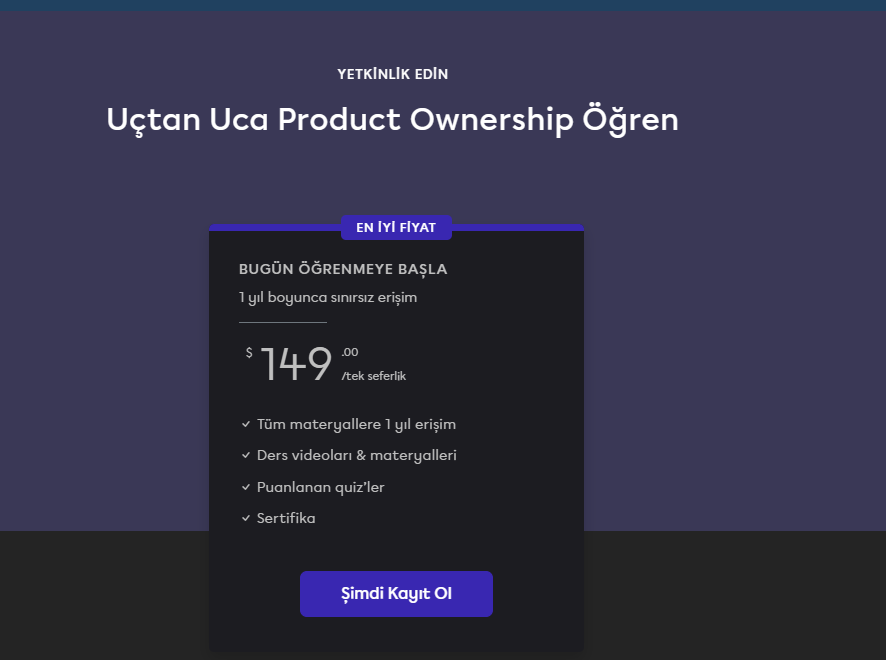 YETKİNLİK EDİN
Uçtan Uca Product Ownership Öğren
EN İYİ FİYAT
BUGÜN ÖĞRENMEYE BAŞLA
1 yıl boyunca sınırsız erişim
$ 149 .00
/tek seferlik
Tüm materyallere 1 yıl erişim
Ders videoları & materyalleri
Puanlanan quiz'ler
Sertifika
Şimdi Kayıt Ol